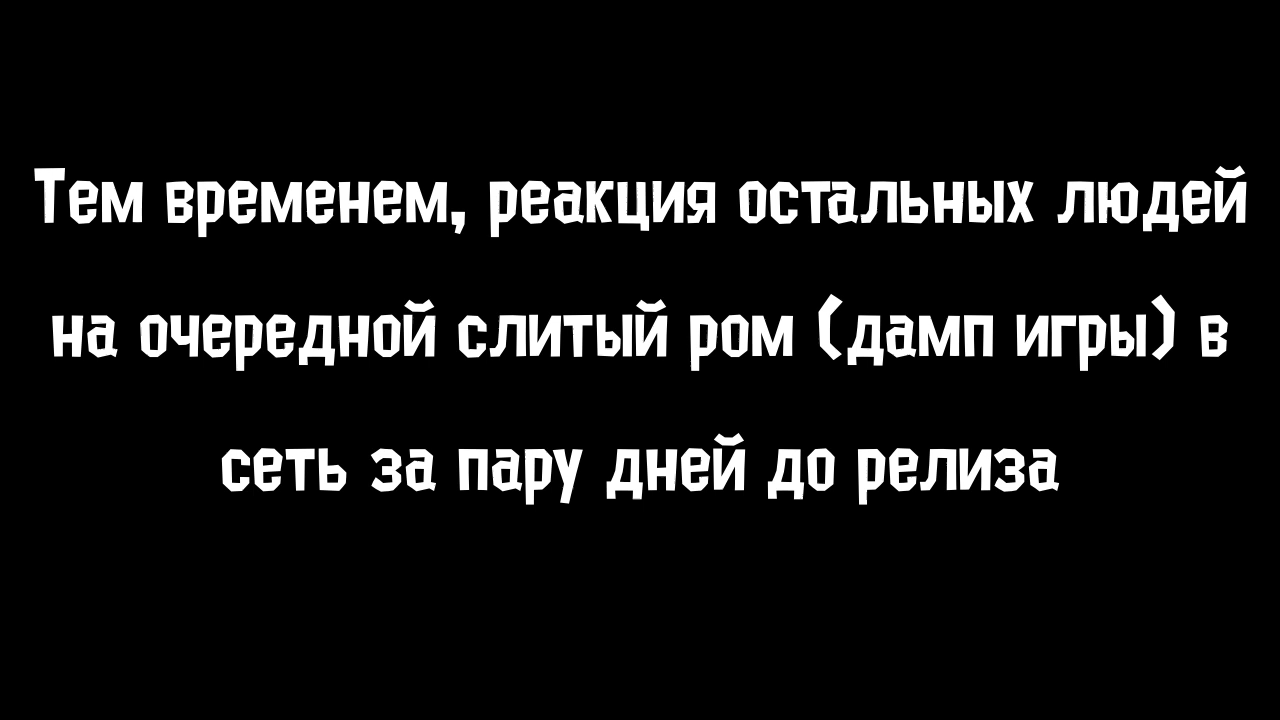 Тем временем, реакция остальных людей
на очередной слитый ром (дамп игры) в
сеть за пару дней до релиза